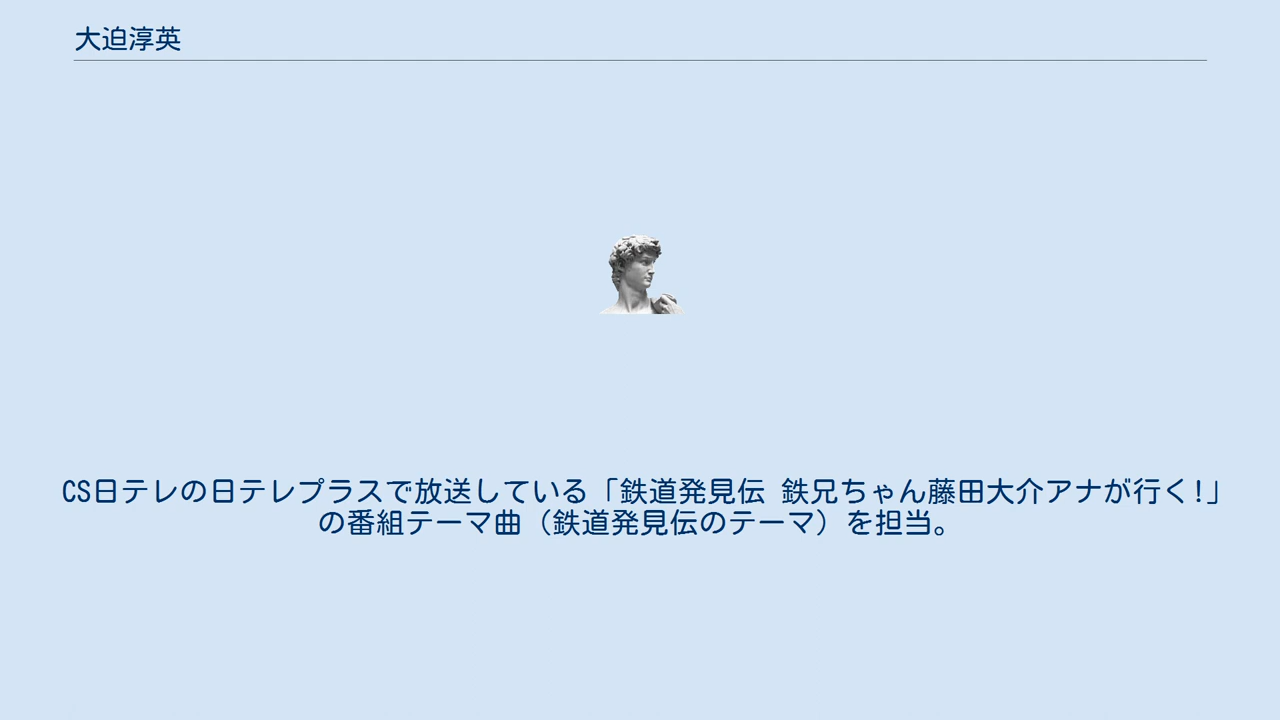 大迫淳英
CS日テレの日テレプラスで放送している「鉄道発見伝 鉄兄ちゃん藤田大介アナが行く!」
の番組テーマ曲（鉄道発見伝のテーマ）を担当。